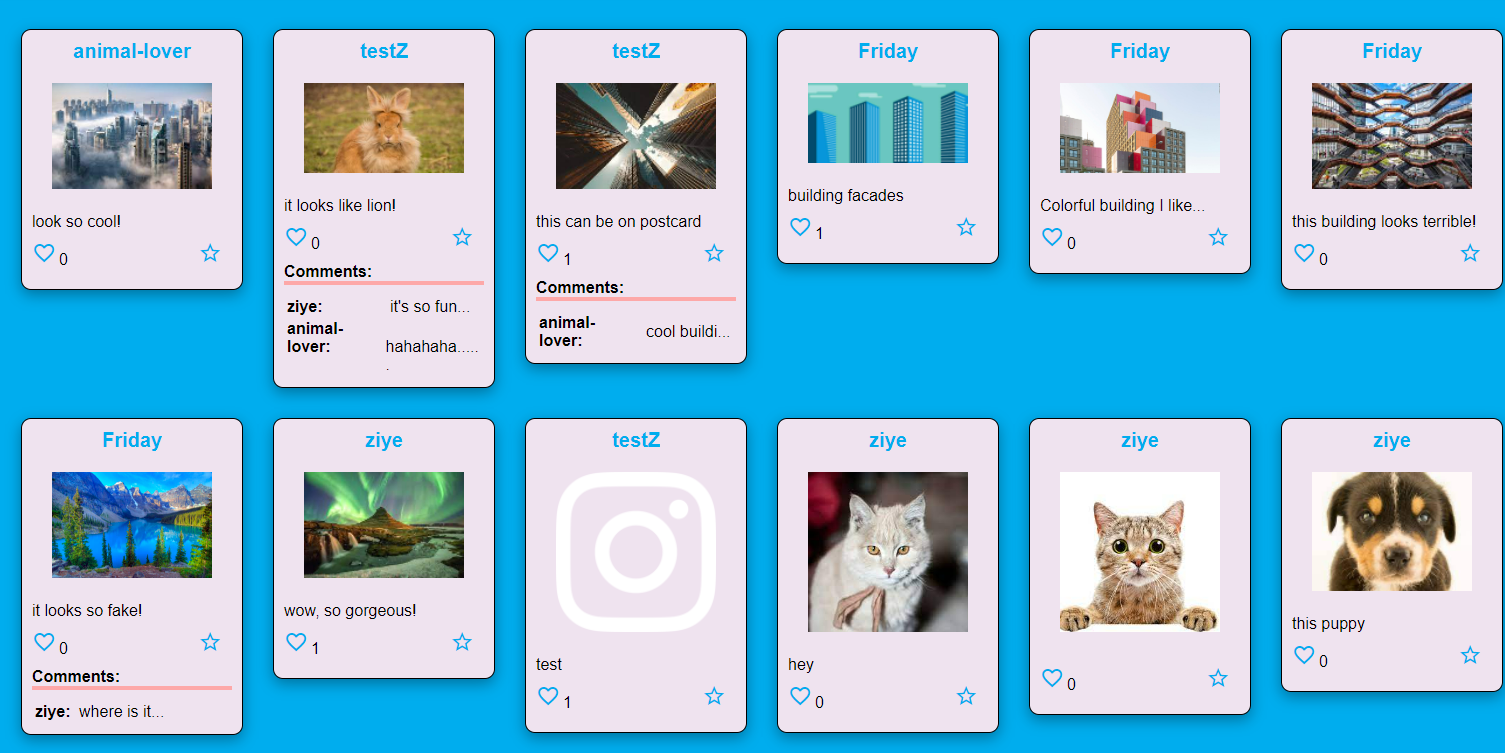 animal-lover
look so cool!
0
testZ
it looks like lion!
0
Comments:
ziye: it's so fun...
animal-
lover: hahahaha.....
.
testZ
this can be on postcard
1
Comments:
animal-
lover: cool buildi...
Friday
building facades
1
Friday
Colorful building I like...
0
Friday
this building looks terrible!
0
Friday
it looks so fake!
0
Comments:
ziye: where is it...
ziye
wow, so gorgeous!
1
testZ
test
1
ziye
hey
0
ziye
0
ziye
this puppy
0